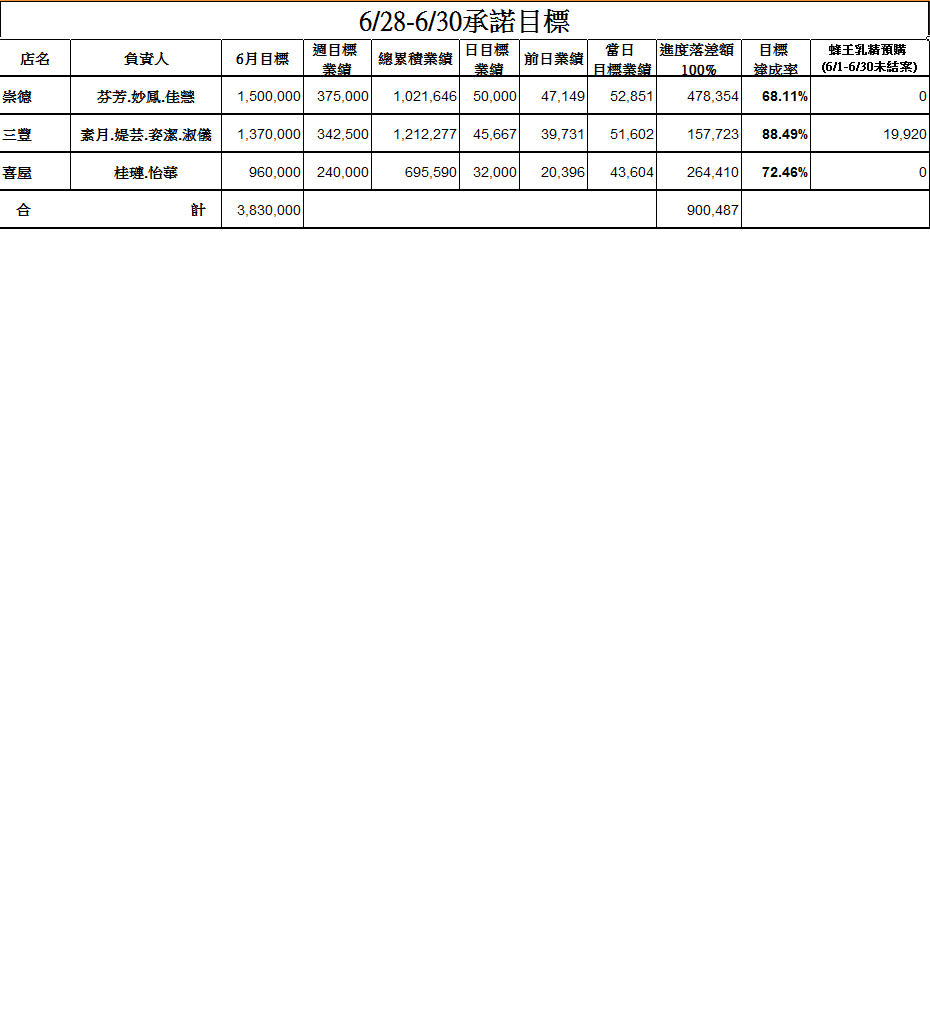 6/28-6/30承諾目標
店名 負責人 6月目標 週目標業績 總累積業績 日目標業績 前日業績 當日目標業績 進度落差額100% 目標達成率 蜂王乳精預購(6/1-6/30未結案)
崇德 芬芳.妙鳳.佳慧 1,500,000 375,000 1,021,646 50,000 47,149 52,851 478,354 68.11% 0
三豐 素月.媞芸.姿潔.淑儀 1,370,000 342,500 1,212,277 45,667 39,731 51,602 157,723 88.49% 19,920
喜屋 桂璉.怡華 960,000 240,000 695,590 32,000 20,396 43,604 264,410 72.46% 0
合 計 3,830,000 900,487